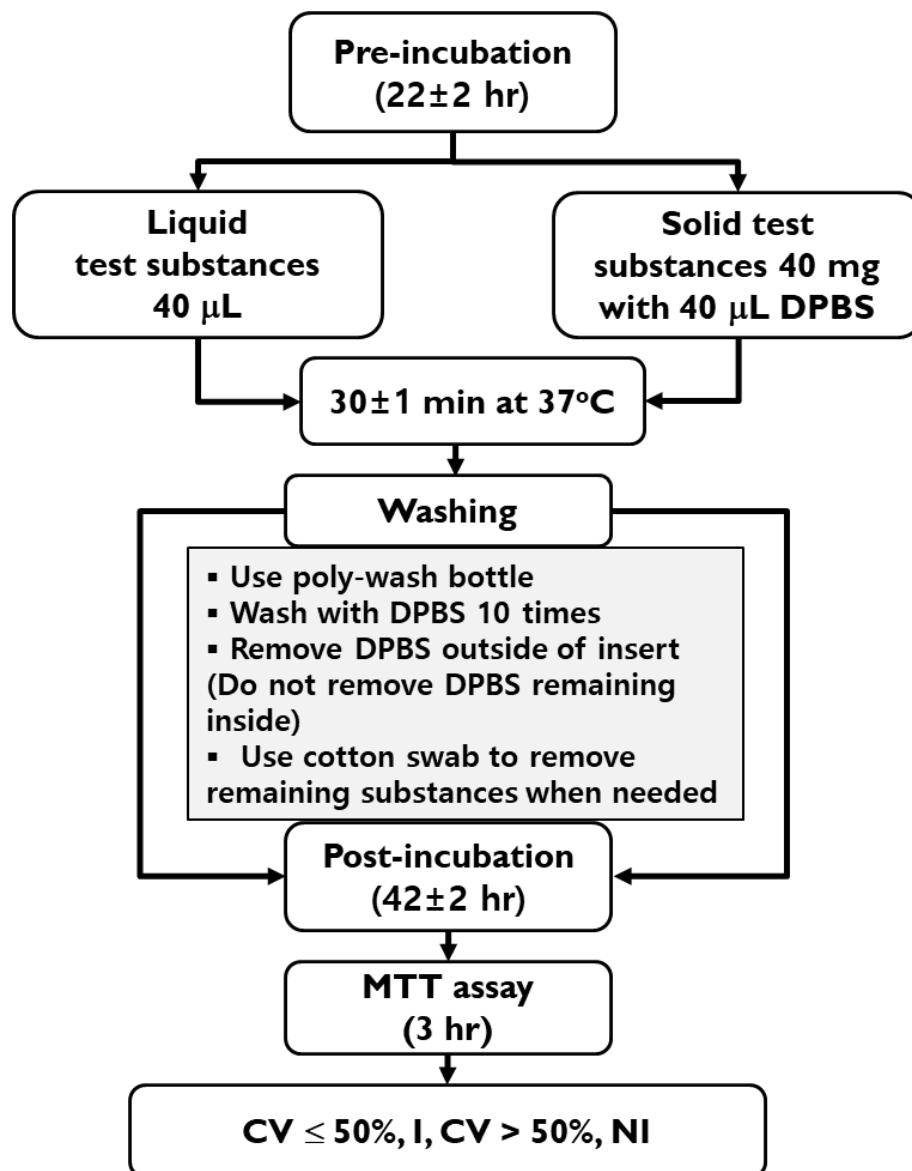 Pre-incubation
(22±2 hr)
Liquid
test substances
40 μL
Solid test
substances 40 mg
with 40 μL DPBS
30±1 min at 37°C
Washing
▪ Use poly-wash bottle
▪ Wash with DPBS 10 times
▪ Remove DPBS outside of insert
(Do not remove DPBS remaining
inside)
▪ Use cotton swab to remove
remaining substances when needed
Post-incubation
(42±2 hr)
MTT assay
(3 hr)
CV ≤ 50%, I, CV > 50%, NI